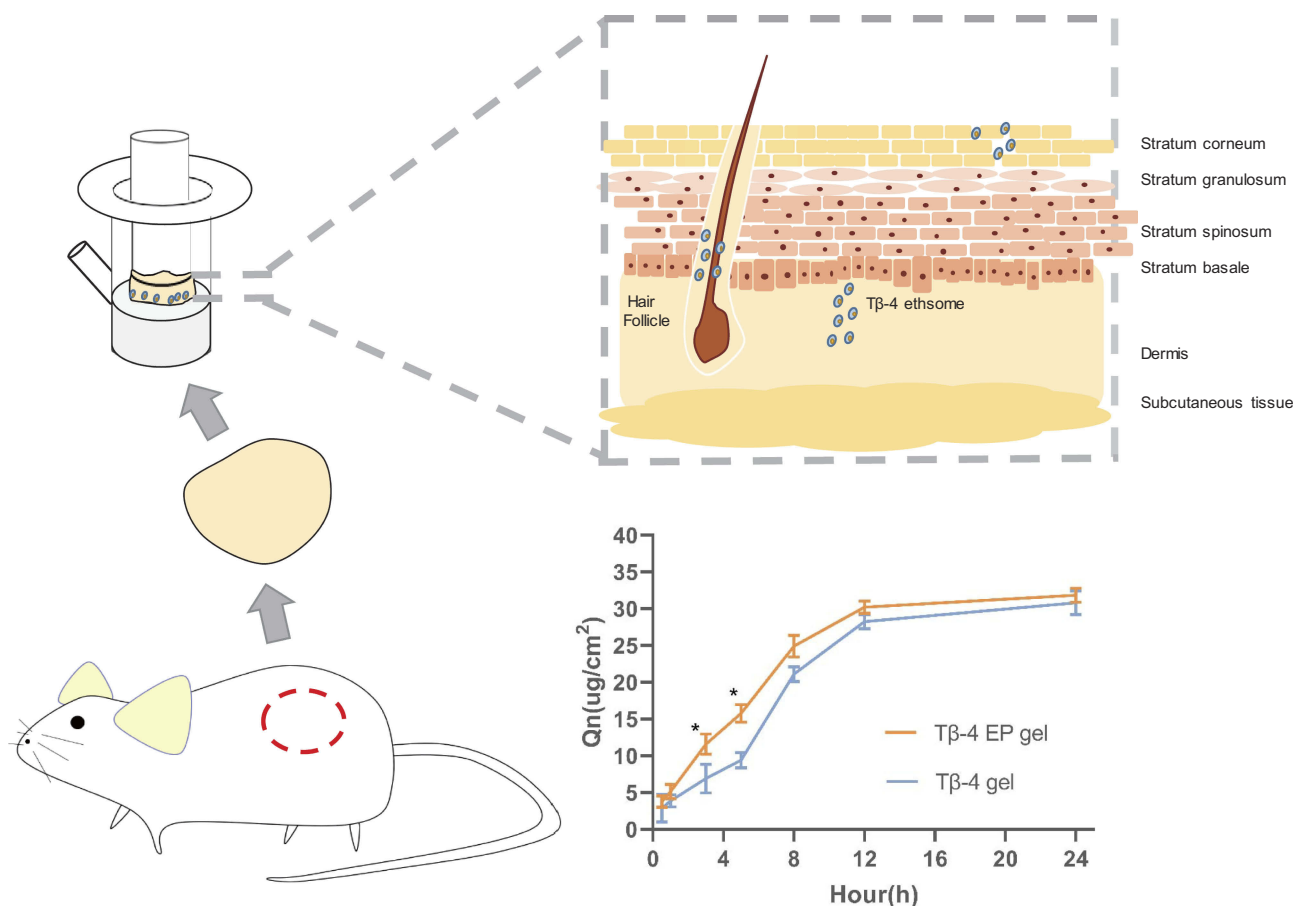 Stratum corneum
Stratum granulosum
Stratum spinosum
Stratum basale
Hair
Follicle
Tβ-4 ethsome
Dermis
Subcutaneous tissue
40
35
30
25
20
15
10
5
0
Qn(ug/cm²)
*
*
Tβ-4 EP gel
Tβ-4 gel
0
4
8
12
16
20
24
Hour(h)